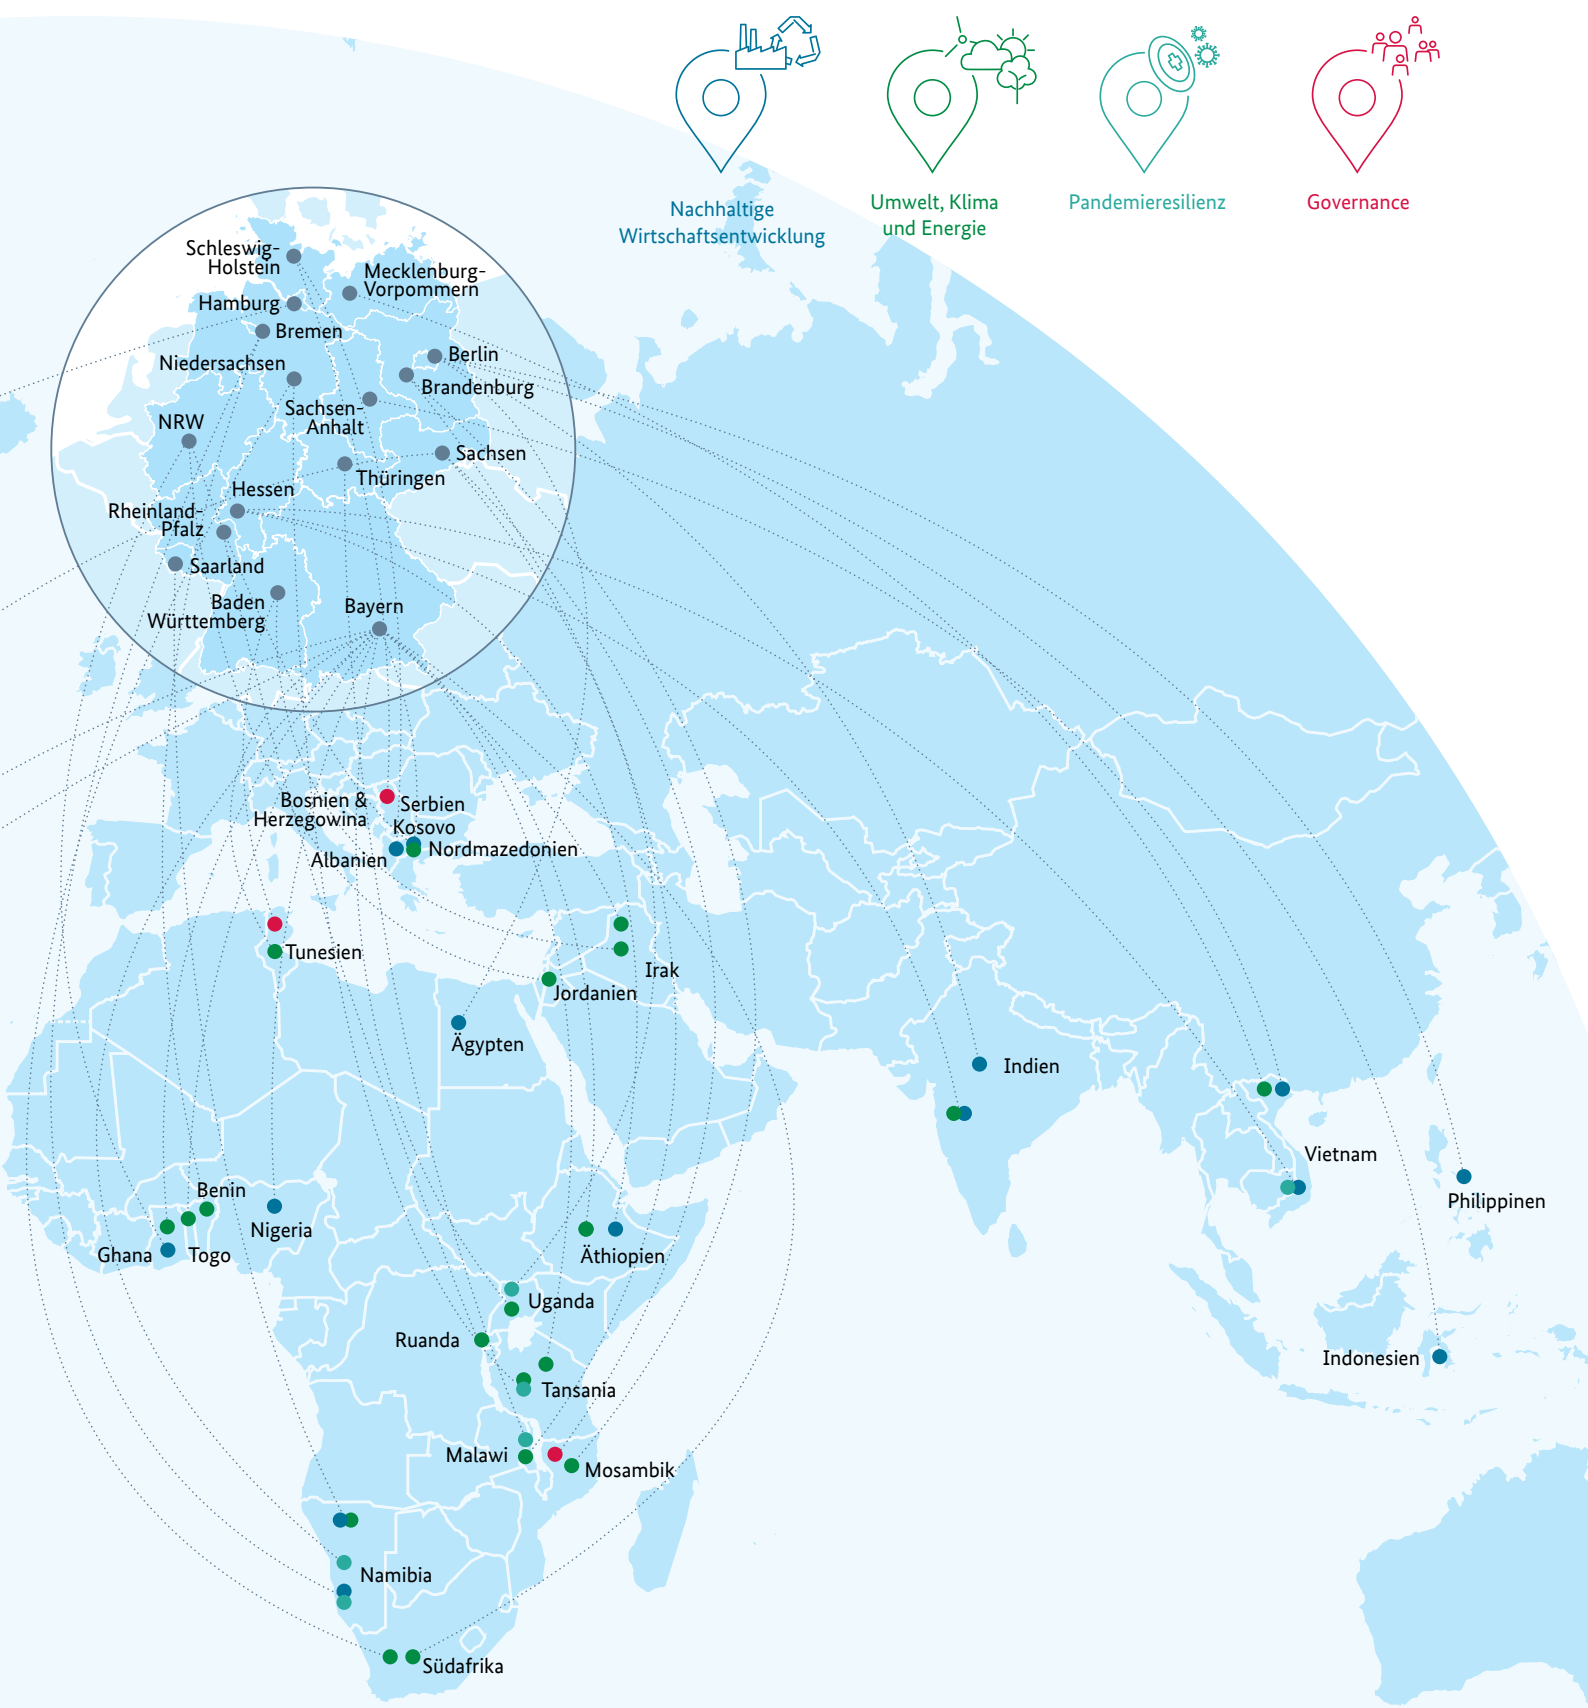 Nachhaltige
Wirtschaftsentwicklung
Umwelt, Klima
und Energie
Pandemieresilienz
Governance
Schleswig-
Holstein
Mecklenburg-
Vorpommern
Hamburg
Bremen
Berlin
Niedersachsen
Brandenburg
Sachsen-
Anhalt
NRW
Sachsen
Thüringen
Hessen
Rheinland-
Pfalz
Saarland
Baden
Württemberg
Bayern
Bosnien &
Herzegowina
Serbien
Kosovo
Albanien
Nordmazedonien
Tunesien
Irak
Jordanien
Ägypten
Indien
Vietnam
Philippinen
Benin
Nigeria
Ghana
Togo
Äthiopien
Uganda
Ruanda
Indonesien
Tansania
Malawi
Mosambik
Namibia
Südafrika